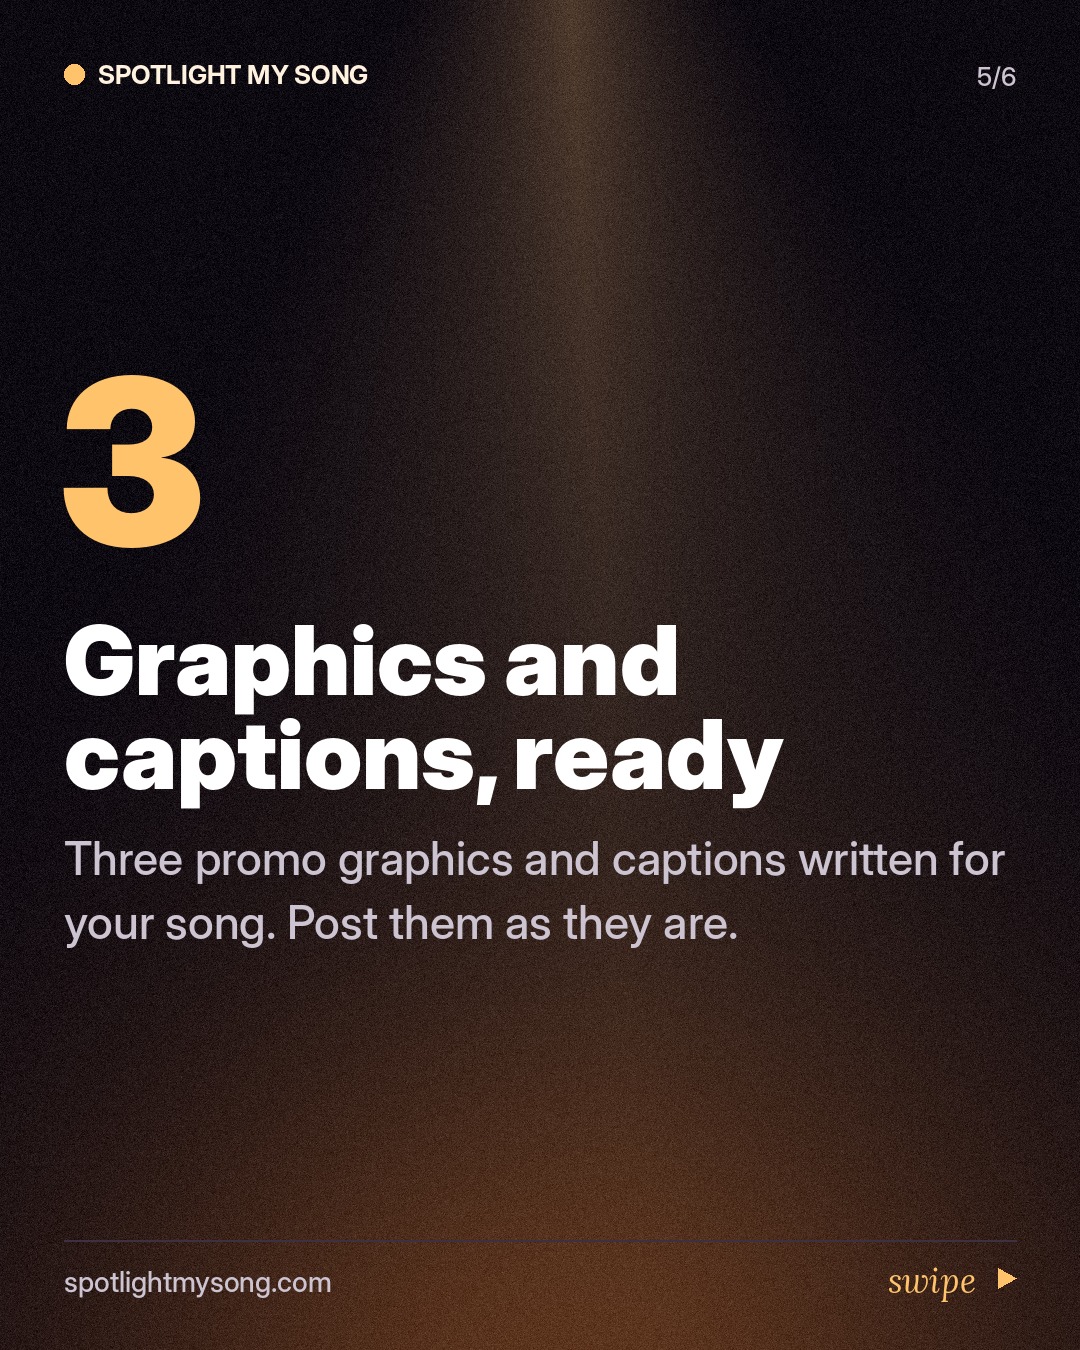 SPOTLIGHT MY SONG
5/6
3
Graphics and
captions, ready
Three promo graphics and captions written for
your song. Post them as they are.
spotlightmysong.com
swipe